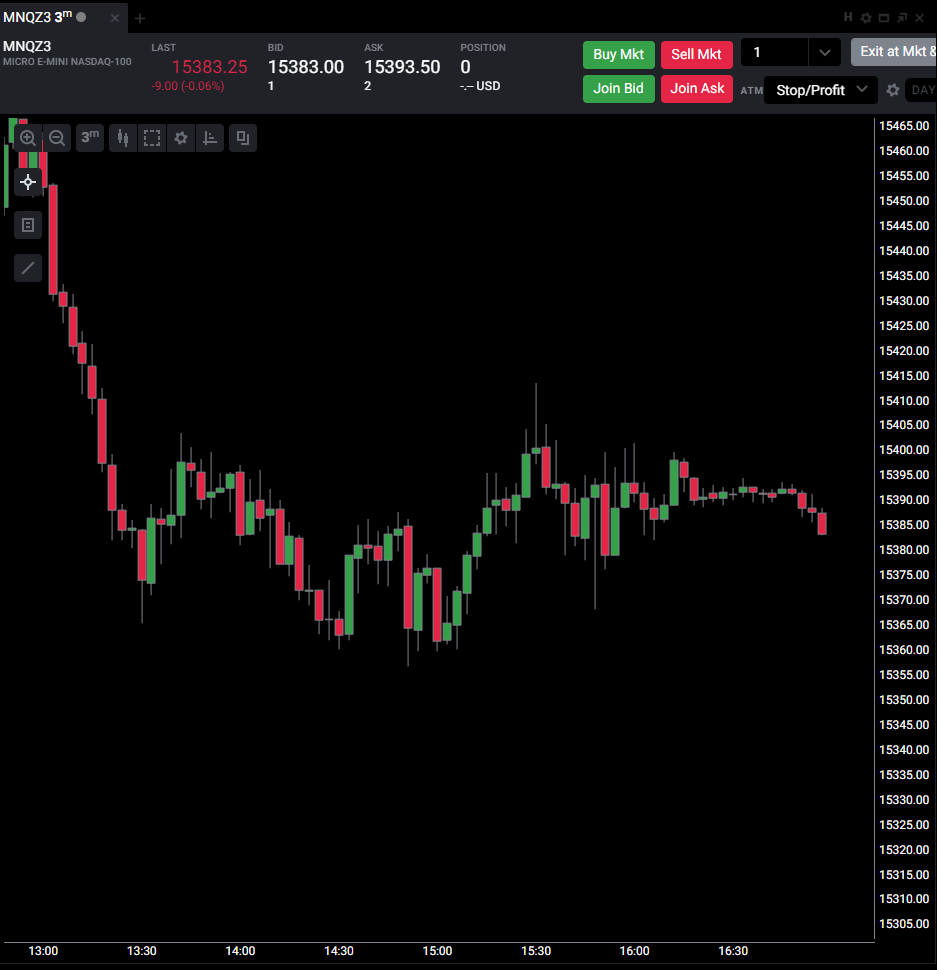 MNQZ3 3m
H
MNQZ3
MICRO E-MINI NASDAQ-100
LAST
15383.25
-9.00 (-0.06%)
BID
15383.00
1
ASK
15393.50
2
POSITION
0
-.-- USD
Buy Mkt
Sell Mkt
1
Exit at Mkt &
Join Bid
Join Ask
ATM
Stop/Profit
DAY
3m
15465.00
15460.00
15455.00
15450.00
15445.00
15440.00
15435.00
15430.00
15425.00
15420.00
15415.00
15410.00
15405.00
15400.00
15395.00
15390.00
15385.00
15380.00
15375.00
15370.00
15365.00
15360.00
15355.00
15350.00
15345.00
15340.00
15335.00
15330.00
15325.00
15320.00
15315.00
15310.00
15305.00
13:00 13:30 14:00 14:30 15:00 15:30 16:00 16:30